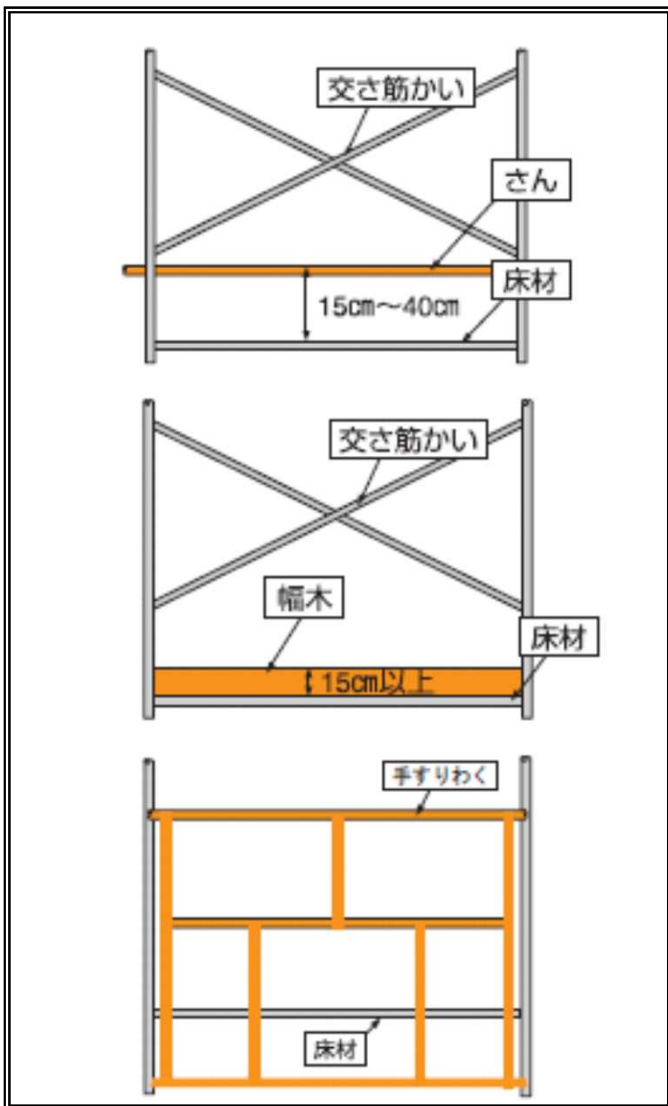 交さ筋かい
さん
床材
15㎝～40㎝
交さ筋かい
幅木
床材
15㎝以上
手すりわく
床材